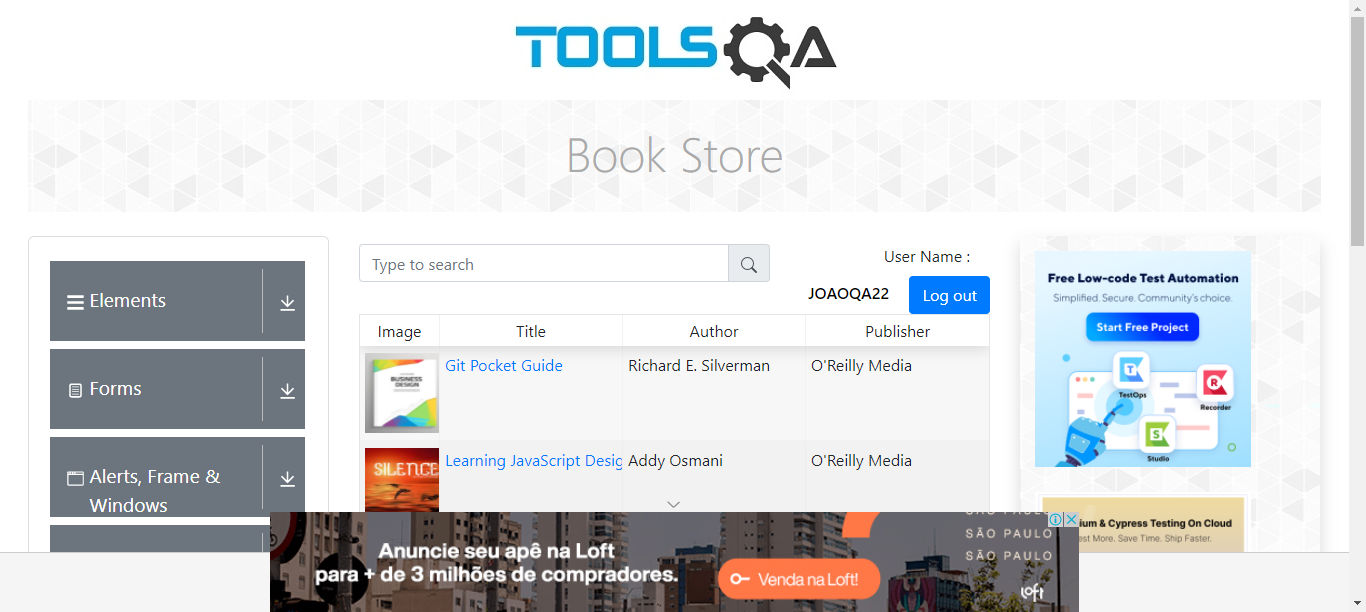 TOOLSQA
Book Store
Elements
Forms
Alerts, Frame &
Windows
Type to search
User Name :
JOAOQA22
Log out
Image Title Author Publisher
BUSINESS
DESIGN
Git Pocket Guide Richard E. Silverman O'Reilly Media
SILENCE
Learning JavaScript Desig Addy Osmani O'Reilly Media
Free Low-code Test Automation
Simplified. Secure. Community's choice.
Start Free Project
TestOps
Recorder
Studio
ium & Cypress Testing On Cloud
est More. Save Time. Ship Faster.
Anuncie seu apê na Loft
para + de 3 milhões de compradores.
Venda na Loft!
SÃO PAULO
SÃO PAULO
SÃO PAULO
loft